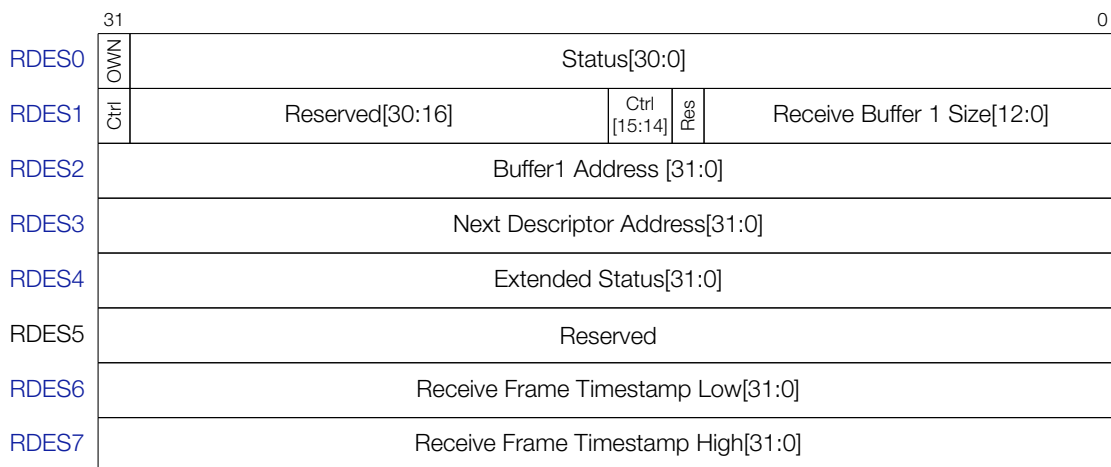 31 0
RDES0 OWN Status[30:0]
RDES1 Ctrl Reserved[30:16] Ctrl [15:14] Res Receive Buffer 1 Size[12:0]
RDES2 Buffer1 Address [31:0]
RDES3 Next Descriptor Address[31:0]
RDES4 Extended Status[31:0]
RDES5 Reserved
RDES6 Receive Frame Timestamp Low[31:0]
RDES7 Receive Frame Timestamp High[31:0]